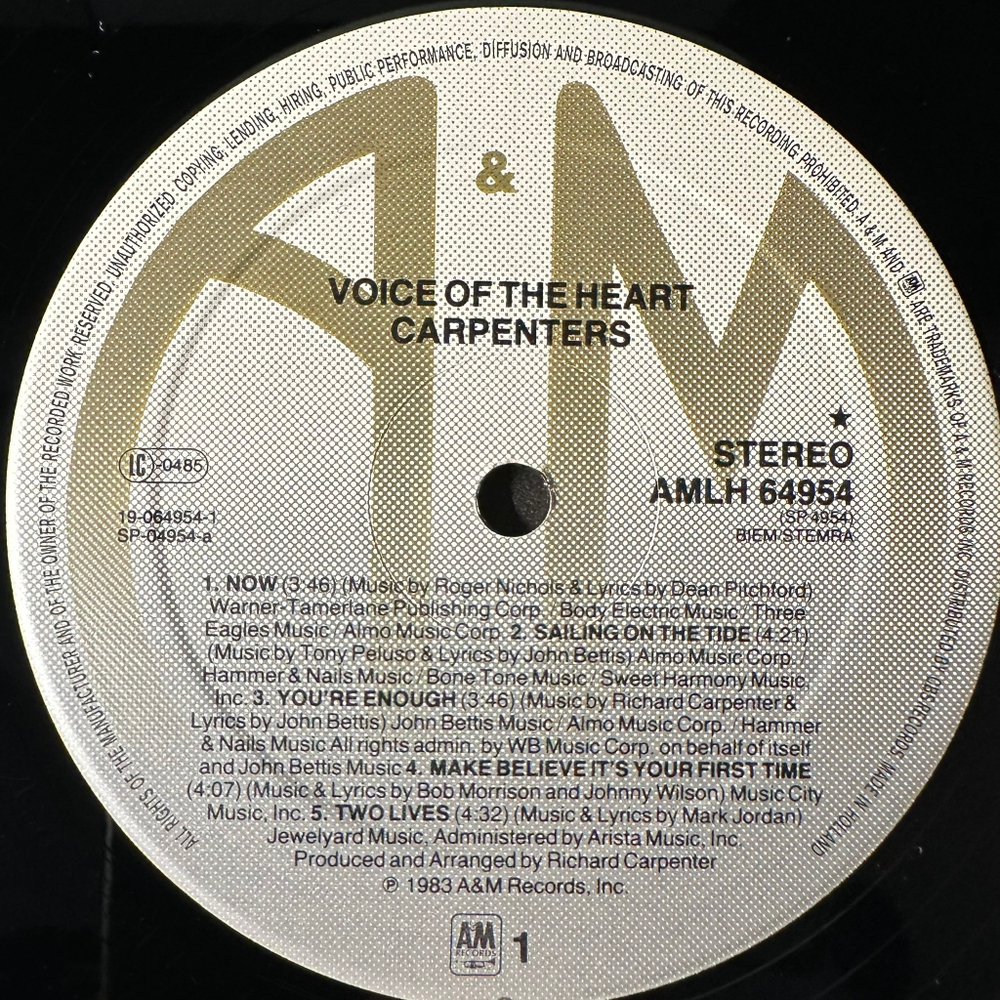 ALL RIGHTS OF THE MANUFACTURER AND OF THE OWNER OF THE RECORDED WORK RESERVED. UNAUTHORIZED COPYING, LENDING, HIRING, PUBLIC PERFORMANCE, DIFFUSION AND BROADCASTING OF THIS RECORDING PROHIBITED. A & M AND AM ARE TRADEMARKS OF A & M RECORDS, INC. DISTRIBUTED BY CBS RECORDS. MADE IN HOLLAND
A & M
VOICE OF THE HEART
CARPENTERS
LC-0485
19-064954-1
SP-04954-a
★
STEREO
AMLH 64954
(SP 4954)
BIEM/STEMRA
1. NOW (3:46) (Music by Roger Nichols & Lyrics by Dean Pitchford)
Warner-Tamerlane Publishing Corp. / Body Electric Music / Three
Eagles Music / Almo Music Corp. 2. SAILING ON THE TIDE (4:21)
(Music by Tony Peluso & Lyrics by John Bettis) Almo Music Corp. /
Hammer & Nails Music / Bone Tone Music / Sweet Harmony Music,
Inc. 3. YOU'RE ENOUGH (3:46) (Music by Richard Carpenter &
Lyrics by John Bettis) John Bettis Music / Almo Music Corp. / Hammer
& Nails Music All rights admin. by WB Music Corp. on behalf of itself
and John Bettis Music 4. MAKE BELIEVE IT'S YOUR FIRST TIME
(4:07) (Music & Lyrics by Bob Morrison and Johnny Wilson) Music City
Music, Inc. 5. TWO LIVES (4:32) (Music & Lyrics by Mark Jordan)
Jewelyard Music, Administered by Arista Music, Inc.
Produced and Arranged by Richard Carpenter
℗ 1983 A&M Records, Inc.
AM RECORDS 1